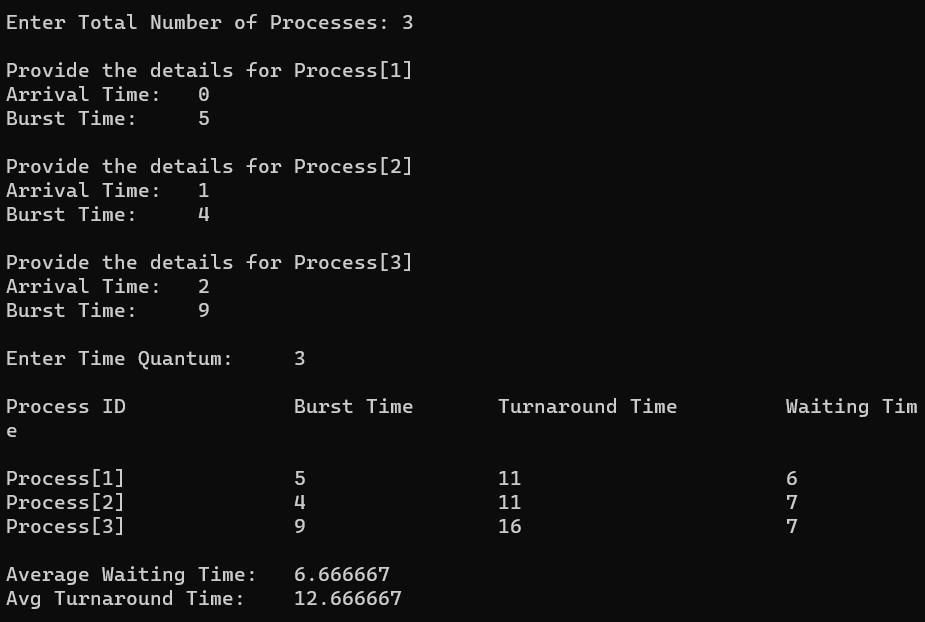 Enter Total Number of Processes: 3
Provide the details for Process[1]
Arrival Time: 0
Burst Time: 5
Provide the details for Process[2]
Arrival Time: 1
Burst Time: 4
Provide the details for Process[3]
Arrival Time: 2
Burst Time: 9
Enter Time Quantum: 3
Process ID Burst Time Turnaround Time Waiting Tim
e
Process[1] 5 11 6
Process[2] 4 11 7
Process[3] 9 16 7
Average Waiting Time: 6.666667
Avg Turnaround Time: 12.666667